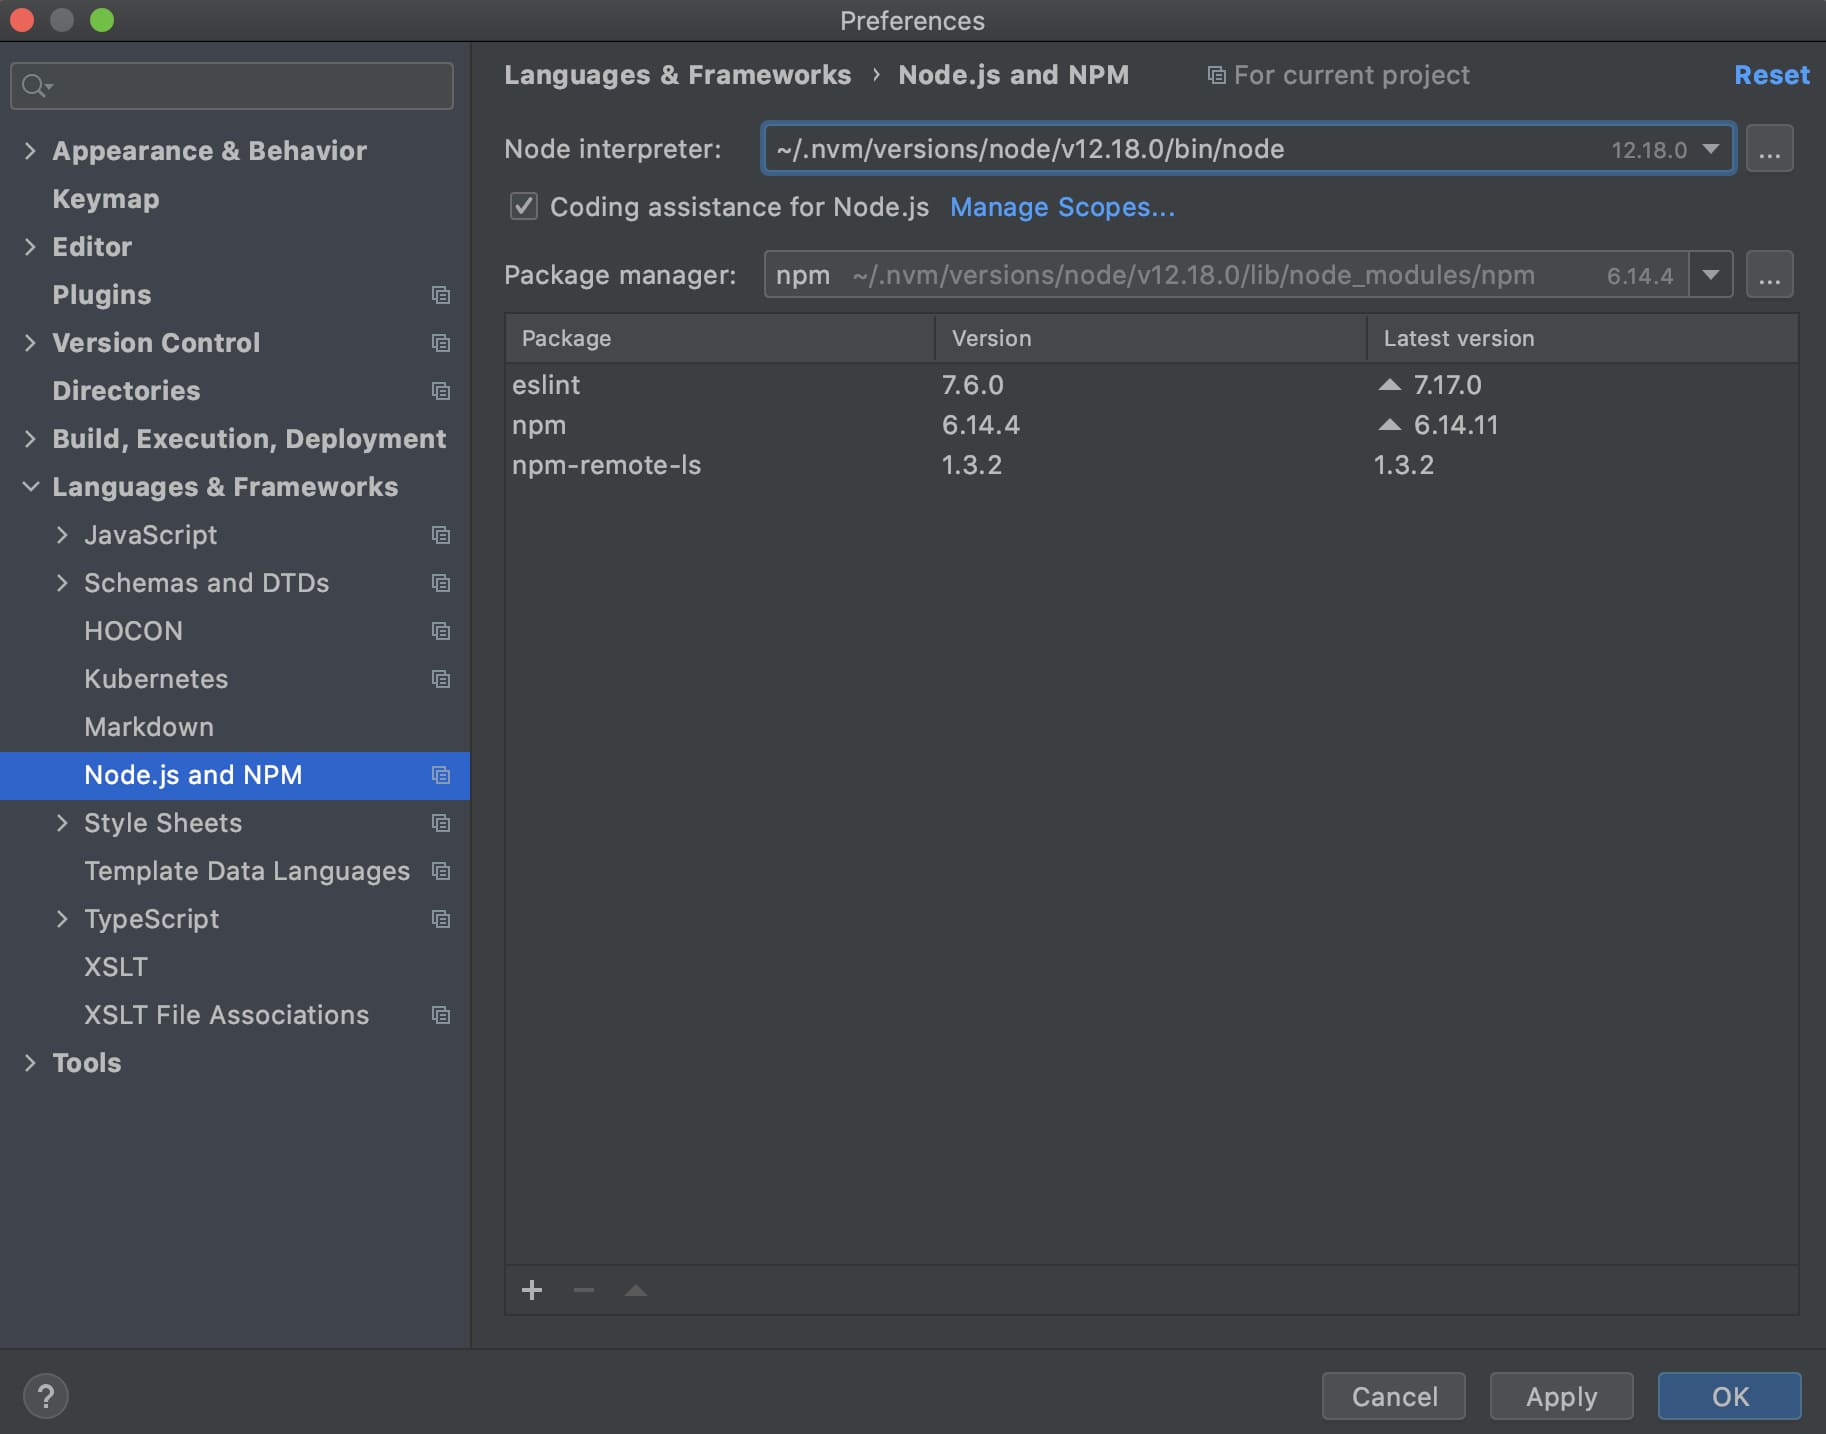 Preferences
Appearance & Behavior
Keymap
Editor
Plugins
Version Control
Directories
Build, Execution, Deployment
Languages & Frameworks
JavaScript
Schemas and DTDs
HOCON
Kubernetes
Markdown
Node.js and NPM
Style Sheets
Template Data Languages
TypeScript
XSLT
XSLT File Associations
Tools
Languages & Frameworks › Node.js and NPM For current project Reset
Node interpreter: ~/.nvm/versions/node/v12.18.0/bin/node 12.18.0 ...
Coding assistance for Node.js Manage Scopes...
Package manager: npm ~/.nvm/versions/node/v12.18.0/lib/node_modules/npm 6.14.4 ...
Package Version Latest version
eslint 7.6.0 7.17.0
npm 6.14.4 6.14.11
npm-remote-ls 1.3.2 1.3.2
? Cancel Apply OK